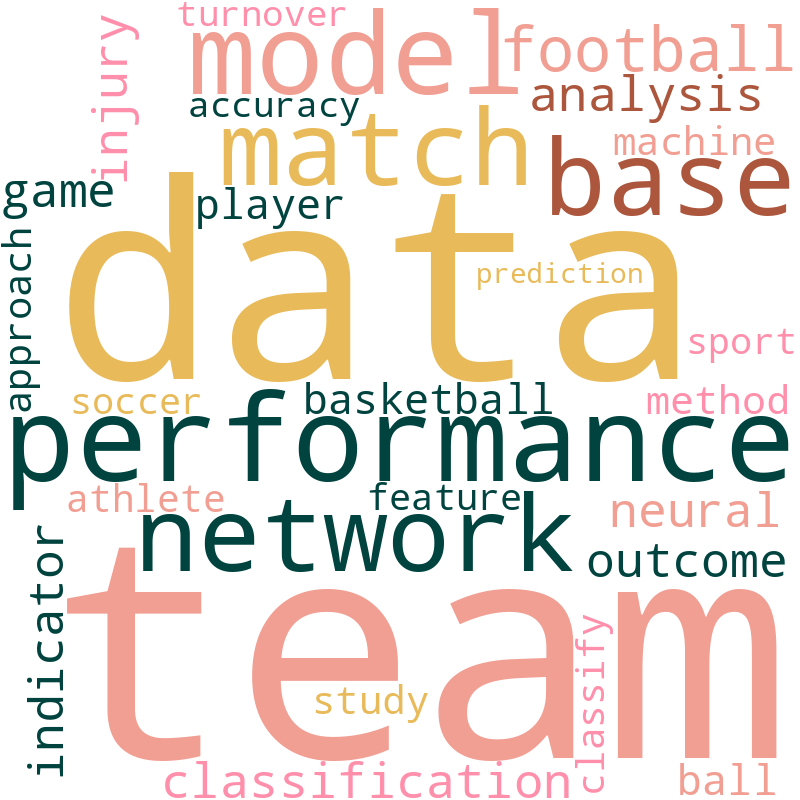 turnover
injury
model
football
accuracy
analysis
match
machine
base
game
player
data
approach
prediction
sport
soccer
basketball
method
performance
athlete
feature
network
neural
indicator
outcome
team
classify
study
classification
ball